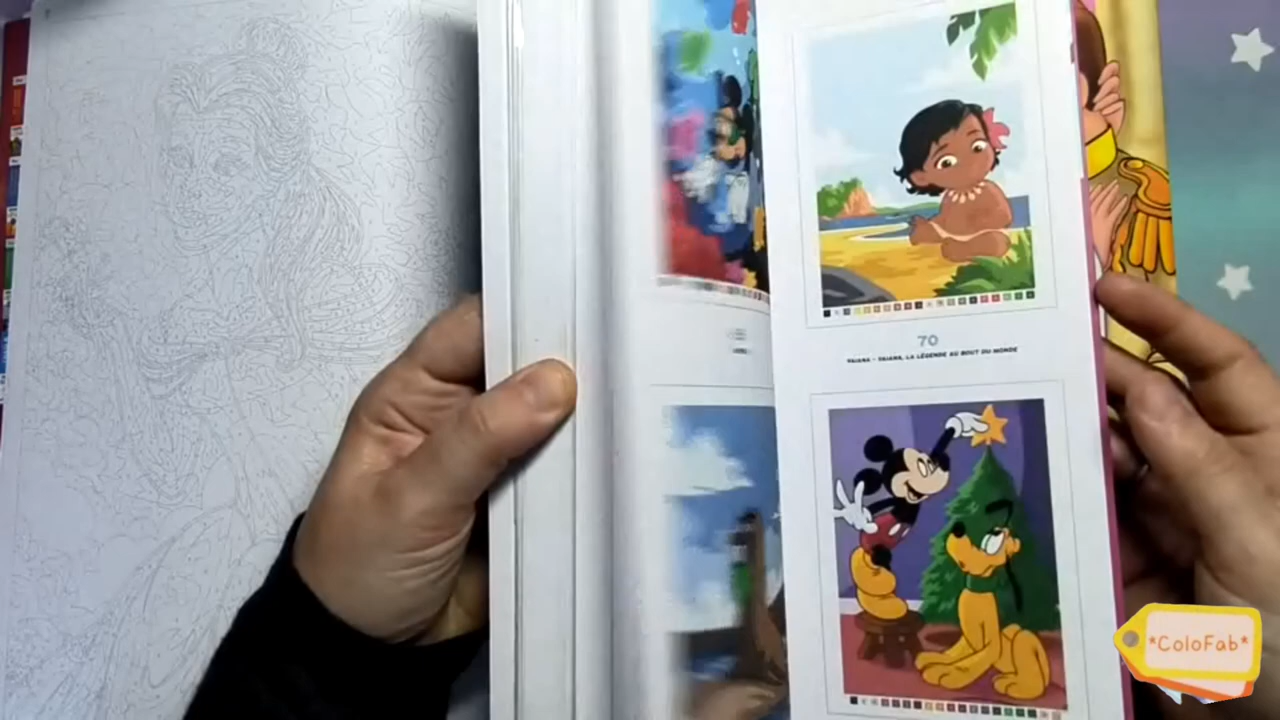 70
VAIANA – VAIANA, LA LÉGENDE AU BOUT DU MONDE
*ColoFab*